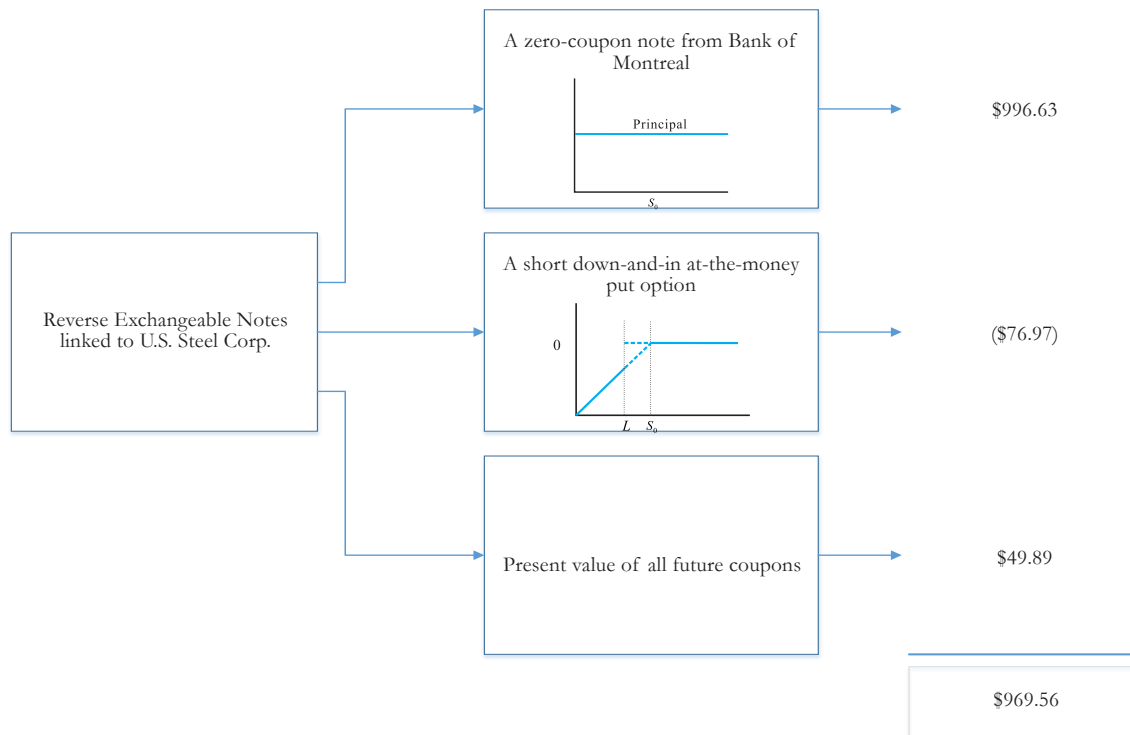 A zero-coupon note from Bank of
Montreal
Principal
S₀
$996.63
Reverse Exchangeable Notes
linked to U.S. Steel Corp.
A short down-and-in at-the-money
put option
0
L S₀
($76.97)
Present value of all future coupons
$49.89
$969.56